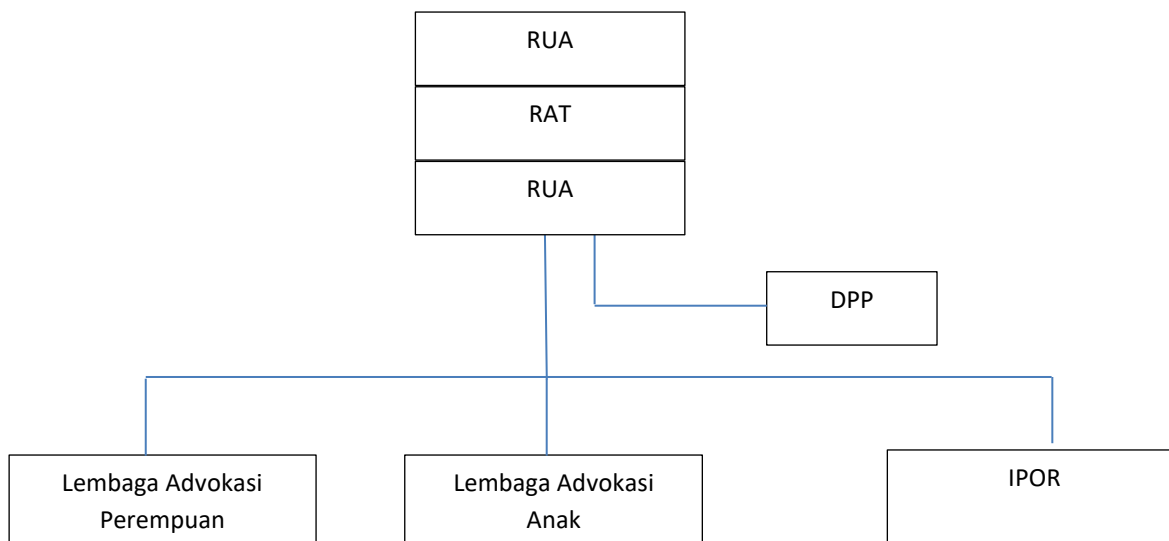 RUA
RAT
RUA
DPP
Lembaga Advokasi
Perempuan
Lembaga Advokasi
Anak
IPOR